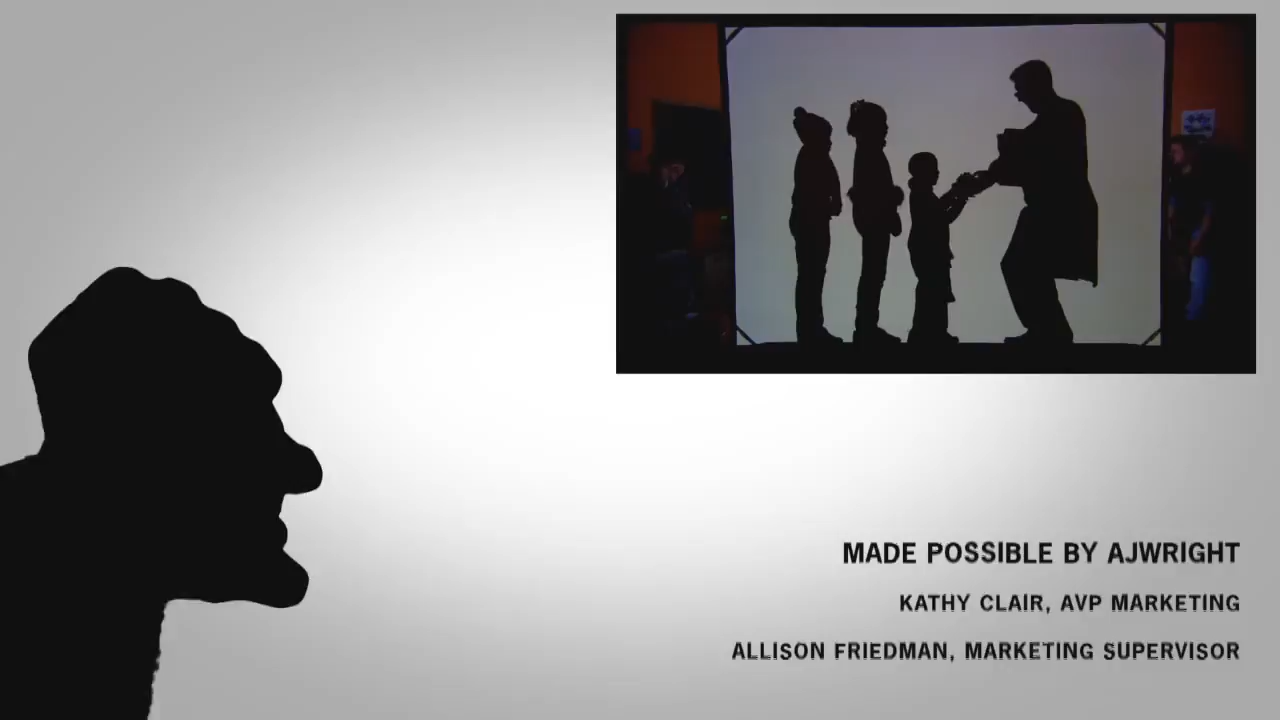 MADE POSSIBLE BY AJWRIGHT
KATHY CLAIR, AVP MARKETING
ALLISON FRIEDMAN, MARKETING SUPERVISOR